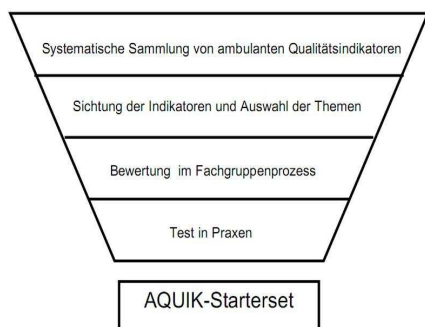 Systematische Sammlung von ambulanten Qualitätsindikatoren
Sichtung der Indikatoren und Auswahl der Themen
Bewertung im Fachgruppenprozess
Test in Praxen
AQUIK-Starterset